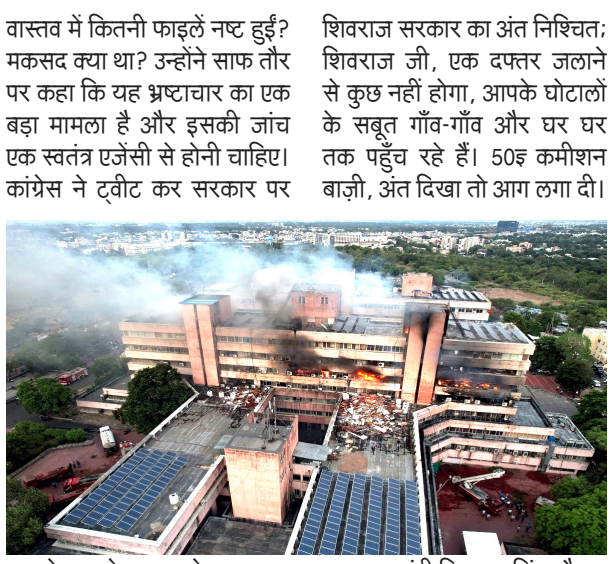 वास्तव में कितनी फाइलें नष्ट हुईं?
मकसद क्या था? उन्होंने साफ तौर
पर कहा कि यह भ्रष्टाचार का एक
बड़ा मामला है और इसकी जांच
एक स्वतंत्र एजेंसी से होनी चाहिए।
कांग्रेस ने ट्वीट कर सरकार पर
शिवराज सरकार का अंत निश्चित;
शिवराज जी, एक दफ्तर जलाने
से कुछ नहीं होगा, आपके घोटालों
के सबूत गाँव-गाँव और घर घर
तक पहुँच रहे हैं। 50इ कमीशन
बाज़ी, अंत दिखा तो आग लगा दी।